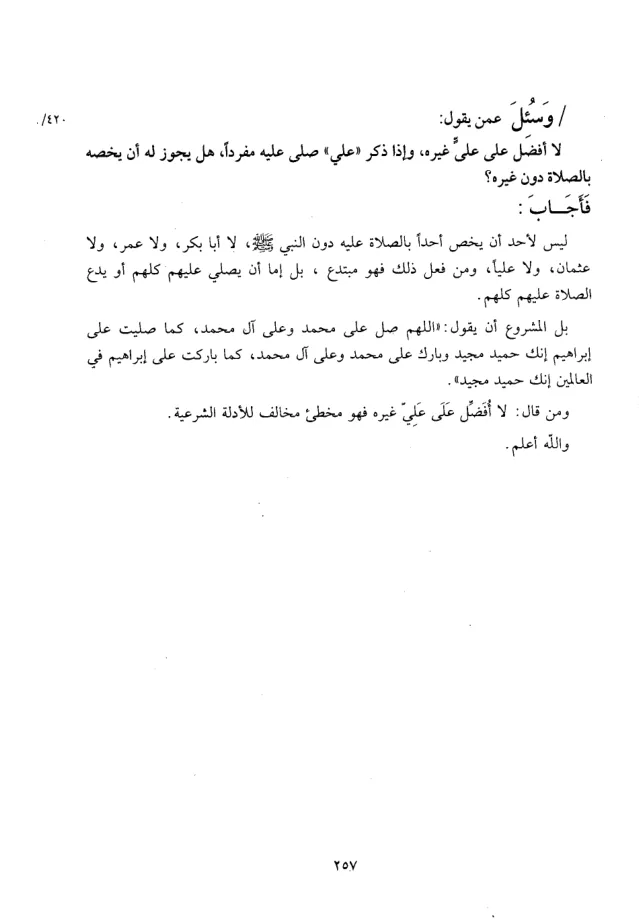 / وَسُئِلَ عمن يقول: ٤٢٠/.
لا أفضل على عليٍّ غيره، وإذا ذكر «علي» صلى عليه مفرداً، هل يجوز له أن يخصه
بالصلاة دون غيره؟
فَأَجَـــابَ :
ليس لأحد أن يخص أحداً بالصلاة عليه دون النبي ﷺ، لا أبا بكر، ولا عمر، ولا
عثمان، ولا علياً، ومن فعل ذلك فهو مبتدع ، بل إما أن يصلي عليهم كلهم أو يدع
الصلاة عليهم كلهم.
بل المشروع أن يقول: «اللهم صل على محمد وعلى آل محمد، كما صليت على
إبراهيم إنك حميد مجيد وبارك على محمد وعلى آل محمد، كما باركت على إبراهيم في
العالمين إنك حميد مجيد».
ومن قال: لا أُفَضِّل عَلَى عَلِيّ غيره فهو مخطئ مخالف للأدلة الشرعية.
والله أعلم.
٢٥٧